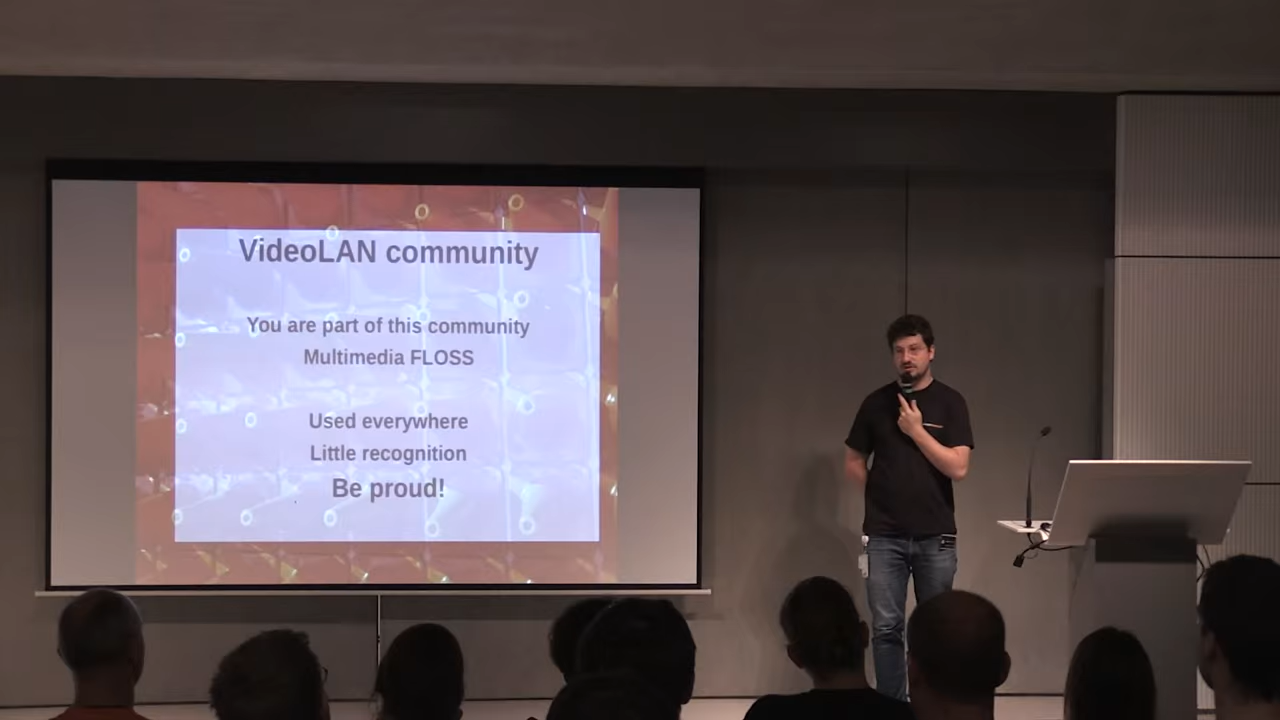 VideoLAN community
You are part of this community
Multimedia FLOSS
Used everywhere
Little recognition
Be proud!